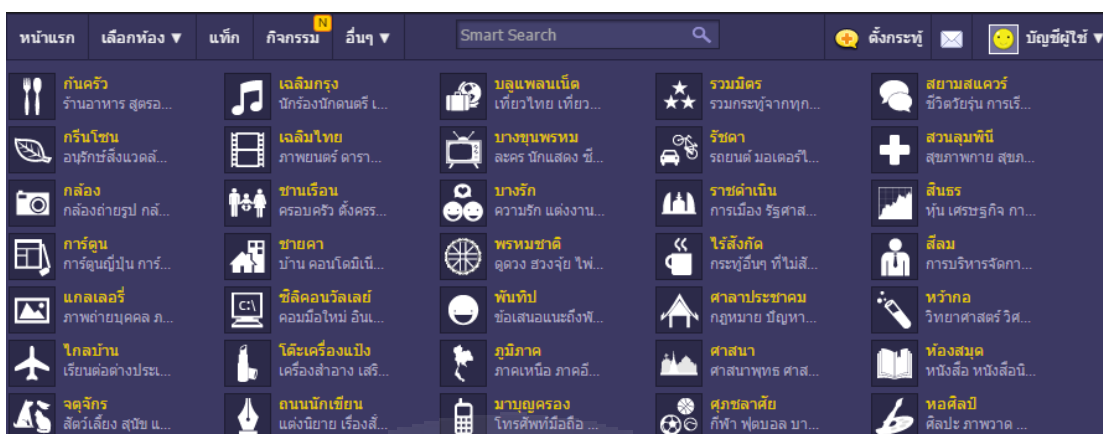 หน้าแรก เลือกห้อง ▼ แท็ก กิจกรรม N อื่นๆ ▼ Smart Search ตั้งกระทู้ บัญชีผู้ใช้ ▼
ก้นครัว เฉลิมกรุง บลูแพลนเน็ต รวมมิตร สยามสแควร์
ร้านอาหาร สูตรอ... นักร้องนักดนตรี เ... เที่ยวไทย เที่ยว... รวมกระทู้จากทุก... ชีวิตวัยรุ่น การเรี...
กรีนโซน เฉลิมไทย บางขุนพรหม รัชดา สวนลุมพินี
อนุรักษ์สิ่งแวดล้... ภาพยนตร์ ดารา... ละคร นักแสดง ซี... รถยนต์ มอเตอร์ไ... สุขภาพกาย สุขภ...
กล้อง ชานเรือน บางรัก ราชดำเนิน สินธร
กล้องถ่ายรูป กล้... ครอบครัว ตั้งครร... ความรัก แต่งงาน... การเมือง รัฐศาส... หุ้น เศรษฐกิจ กา...
การ์ตูน ชายคา พรหมชาติ ไร้สังกัด สีลม
การ์ตูนญี่ปุ่น การ์... บ้าน คอนโดมิเนี... ดูดวง ฮวงจุ้ย ไพ่... กระทู้อื่นๆ ที่ไม่สั... การบริหารจัดกา...
แกลเลอรี่ C:\ ซิลิคอนวัลเลย์ พันทิป ศาลาประชาคม หว้ากอ
ภาพถ่ายบุคคล ภ... คอมมือใหม่ อินเ... ข้อเสนอแนะถึงพั... กฎหมาย ปัญหา... วิทยาศาสตร์ วิศ...
ไกลบ้าน โต๊ะเครื่องแป้ง ภูมิภาค ศาสนา ห้องสมุด
เรียนต่อต่างประเ... เครื่องสำอาง เสริ... ภาคเหนือ ภาคอี... ศาสนาพุทธ ศาส... หนังสือ หนังสือนิ...
จตุจักร ถนนนักเขียน มาบุญครอง ศุภชลาศัย หอศิลป์
สัตว์เลี้ยง สุนัข แ... แต่งนิยาย เรื่องสั้... โทรศัพท์มือถือ ... กีฬา ฟุตบอล บา... ศิลปะ ภาพวาด ...